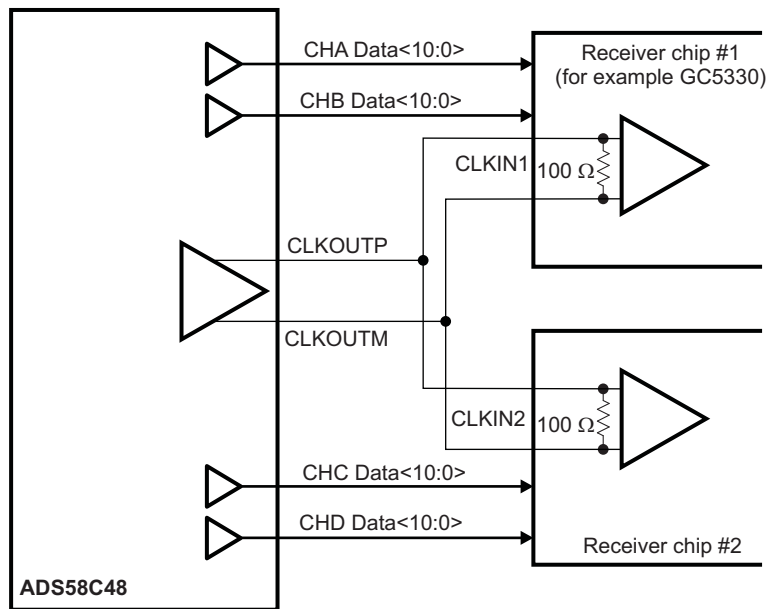 CHA Data<10:0>
CHB Data<10:0>
Receiver chip #1
(for example GC5330)
CLKIN1
100 Ω
CLKOUTP
CLKOUTM
CLKIN2
100 Ω
CHC Data<10:0>
CHD Data<10:0>
Receiver chip #2
ADS58C48